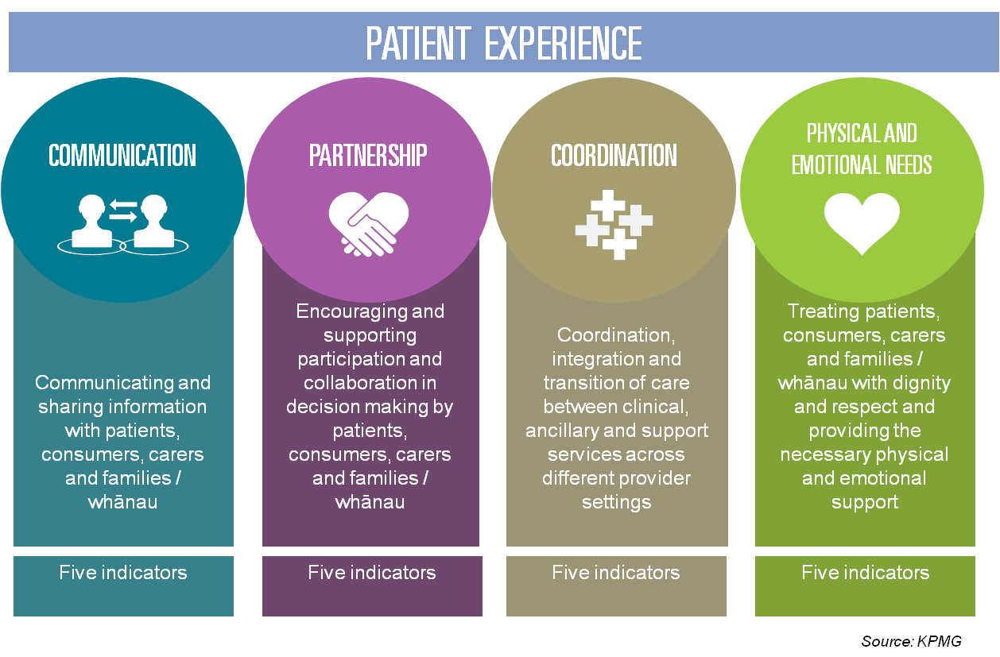 PATIENT EXPERIENCE
COMMUNICATION
Communicating and
sharing information
with patients,
consumers, carers
and families /
whānau
Five indicators
PARTNERSHIP
Encouraging and
supporting
participation and
collaboration in
decision making by
patients,
consumers, carers
and families /
whānau
Five indicators
COORDINATION
Coordination,
integration and
transition of care
between clinical,
ancillary and support
services across
different provider
settings
Five indicators
PHYSICAL AND
EMOTIONAL NEEDS
Treating patients,
consumers, carers
and families /
whānau with dignity
and respect and
providing the
necessary physical
and emotional
support
Five indicators
Source: KPMG